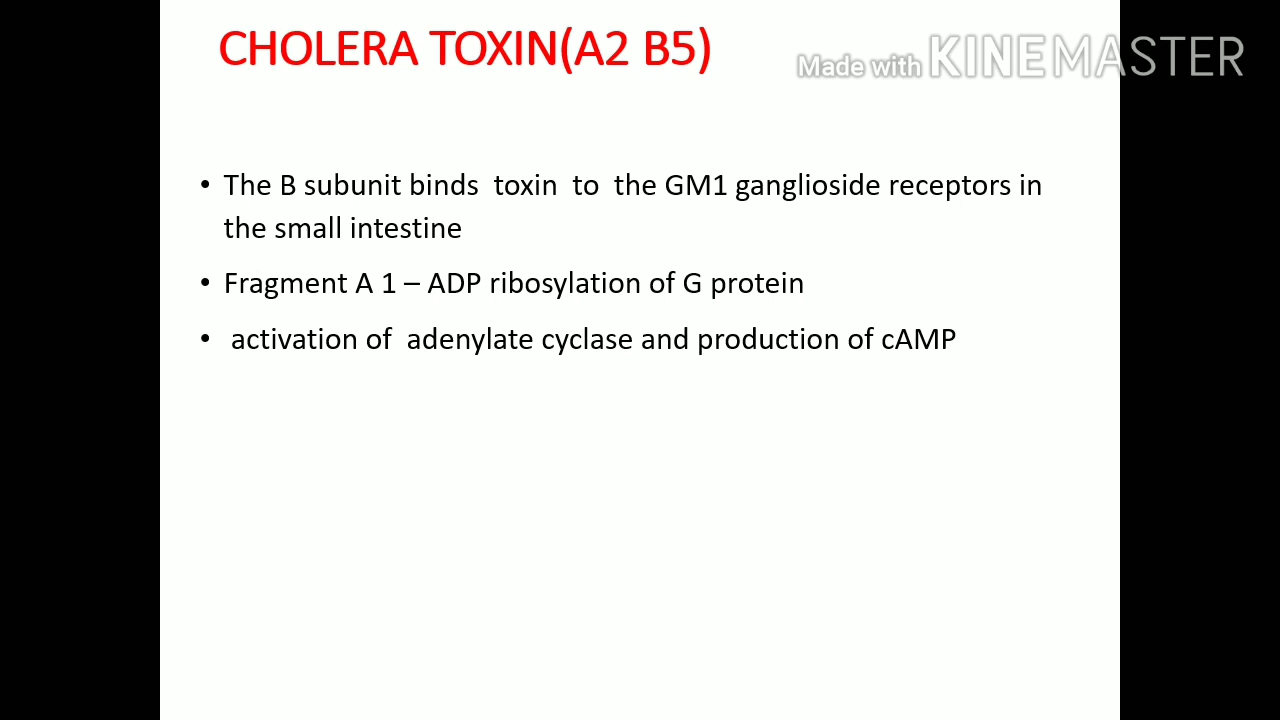 CHOLERA TOXIN(A2 B5)
Made with KINEMASTER
• The B subunit binds  toxin  to  the GM1 ganglioside receptors in
the small intestine
• Fragment A 1 – ADP ribosylation of G protein
•  activation of  adenylate cyclase and production of cAMP